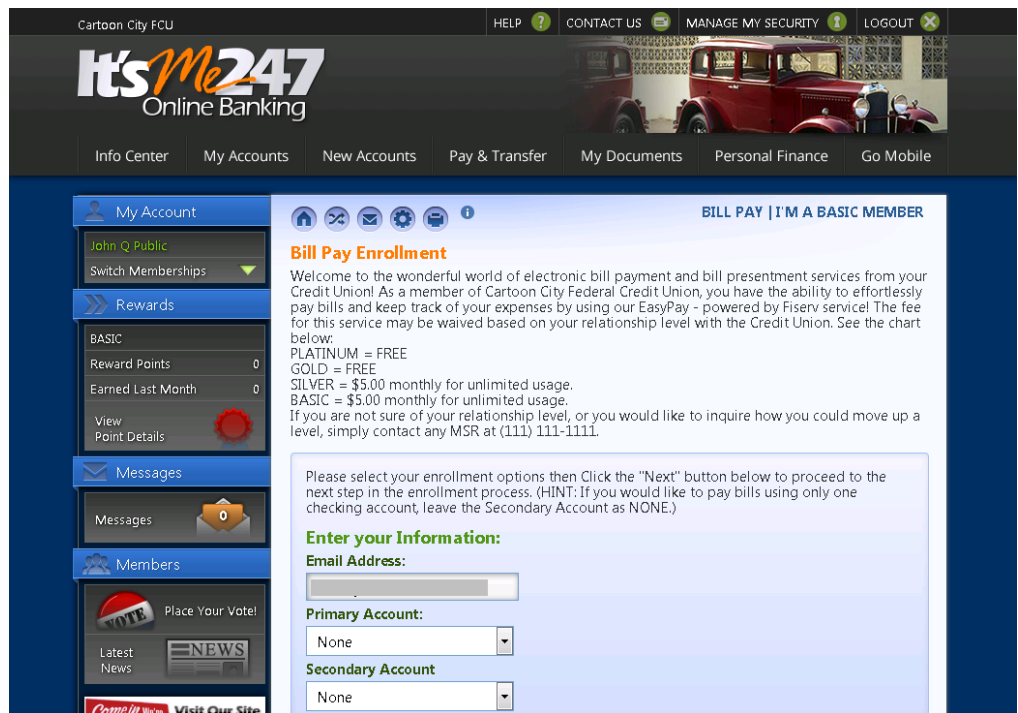 Cartoon City FCU
HELP ?
CONTACT US
MANAGE MY SECURITY
LOGOUT
It's Me 247
Online Banking
Info Center
My Accounts
New Accounts
Pay & Transfer
My Documents
Personal Finance
Go Mobile
My Account
John Q Public
Switch Memberships
Rewards
BASIC
Reward Points 0
Earned Last Month 0
View
Point Details
Messages
Messages 0
Members
VOTE Place Your Vote!
Latest
News
NEWS
Come in We're Visit Our Site
BILL PAY | I'M A BASIC MEMBER
Bill Pay Enrollment
Welcome to the wonderful world of electronic bill payment and bill presentment services from your
Credit Union! As a member of Cartoon City Federal Credit Union, you have the ability to effortlessly
pay bills and keep track of your expenses by using our EasyPay - powered by Fiserv service! The fee
for this service may be waived based on your relationship level with the Credit Union. See the chart
below:
PLATINUM = FREE
GOLD = FREE
SILVER = $5.00 monthly for unlimited usage.
BASIC = $5.00 monthly for unlimited usage.
If you are not sure of your relationship level, or you would like to inquire how you could move up a
level, simply contact any MSR at (111) 111-1111.
Please select your enrollment options then Click the "Next" button below to proceed to the
next step in the enrollment process. (HINT: If you would like to pay bills using only one
checking account, leave the Secondary Account as NONE.)
Enter your Information:
Email Address:
Primary Account:
None
Secondary Account
None